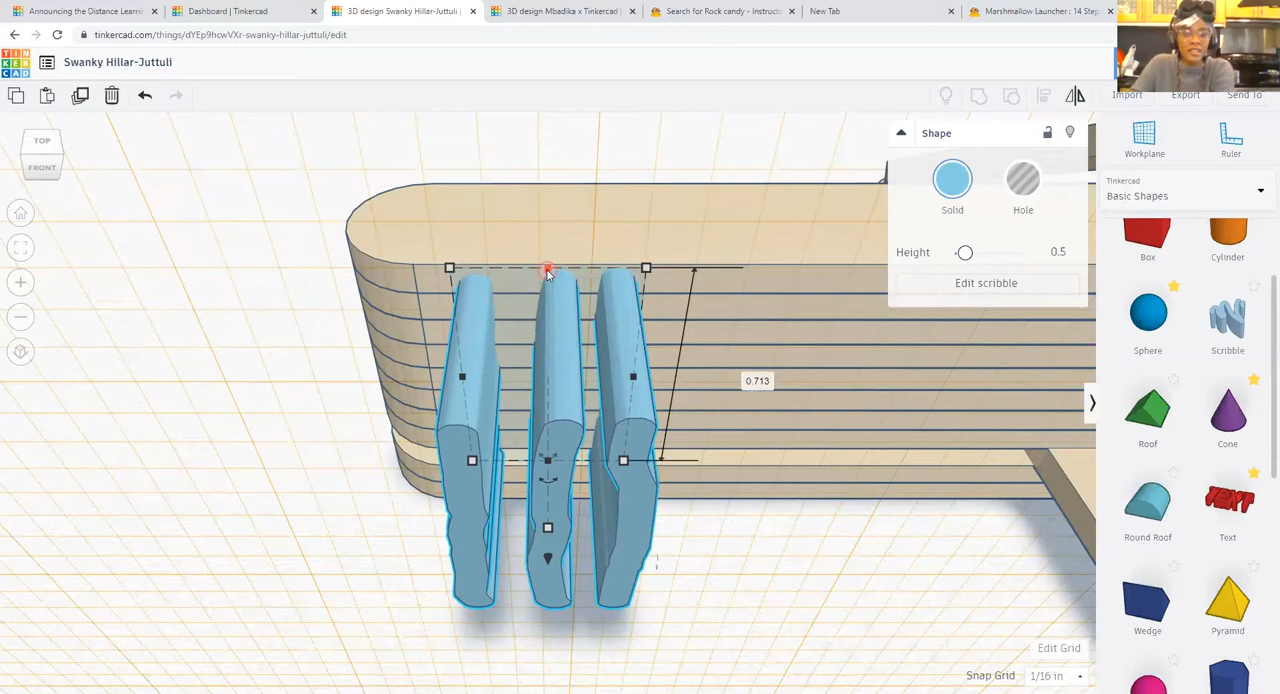 Announcing the Distance Learni
Dashboard | Tinkercad
3D design Swanky Hillar-Juttuli |
3D design Mbadika x Tinkercad |
Search for Rock candy - Instructa
New Tab
Marshmallow Launcher : 14 Step
tinkercad.com/things/dYEp9hcwVXr-swanky-hillar-juttuli/edit
TIN
KER
CAD
Swanky Hillar-Juttuli
Import
Export
Send To
TOP
FRONT
Shape
Solid
Hole
Height
0.5
Edit scribble
Workplane
Ruler
Tinkercad
Basic Shapes
Box
Cylinder
Sphere
Scribble
Roof
Cone
TEXT
Round Roof
Text
Wedge
Pyramid
0.713
Edit Grid
Snap Grid
1/16 in